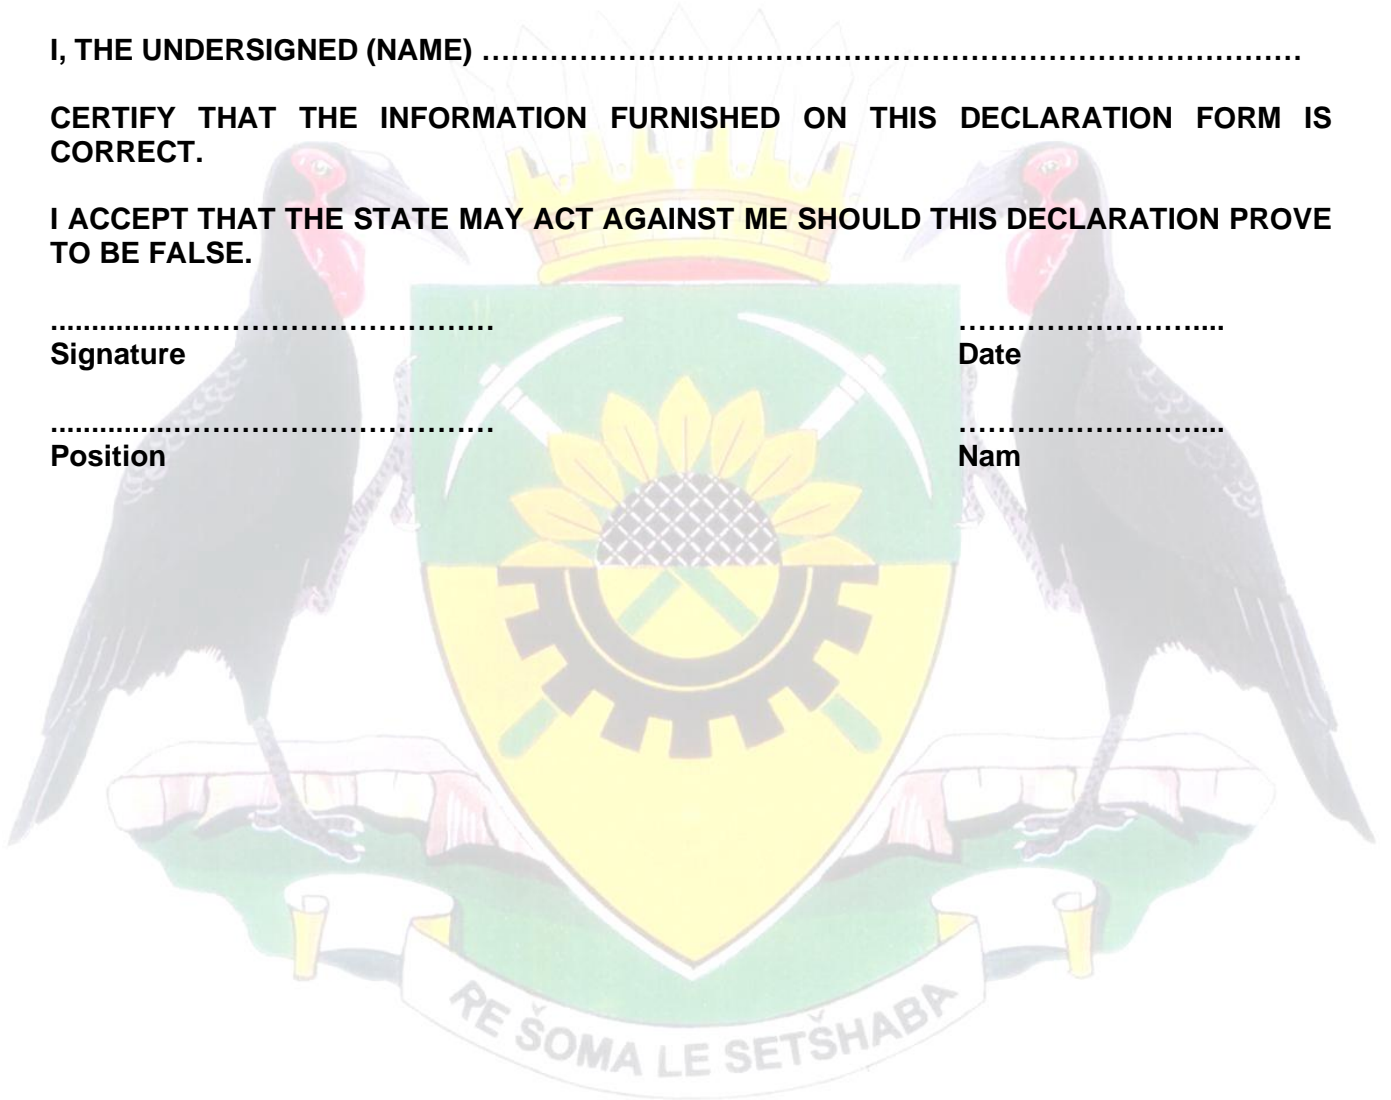 I, THE UNDERSIGNED (NAME) ………………………………………………………………………
CERTIFY THAT THE INFORMATION FURNISHED ON THIS DECLARATION FORM IS
CORRECT.
I ACCEPT THAT THE STATE MAY ACT AGAINST ME SHOULD THIS DECLARATION PROVE
TO BE FALSE.
...............…………………………… ……………………....
Signature Date
...............…………………………… ……………………....
Position Nam
RE ŠOMA LE SETŠHABA